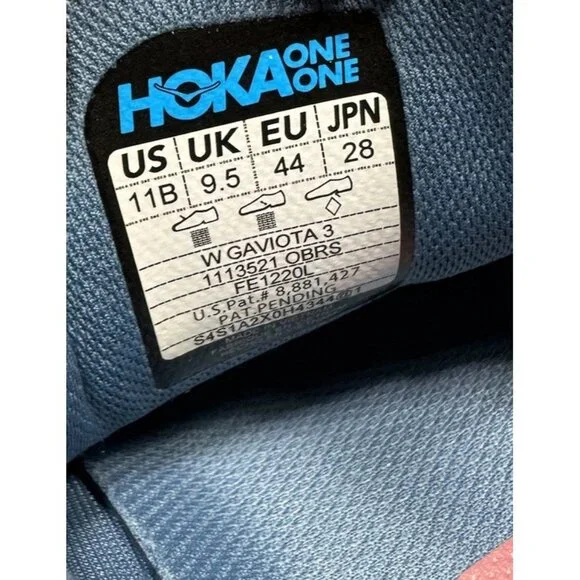 HOKA ONE ONE
US UK EU JPN
11B 9.5 44 28
W GAVIOTA 3
1113521 OBRS
FE1220L
U.S.Pat.# 8,881,427
PAT.PENDING